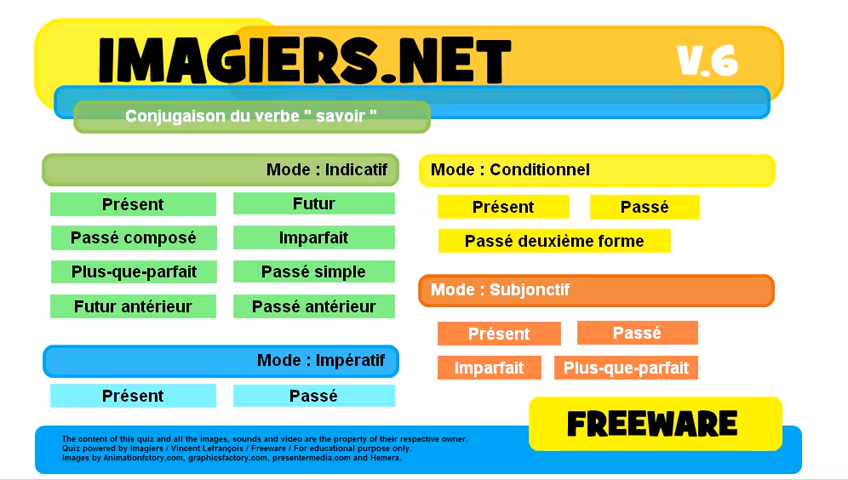 IMAGIERS.NET
V.6
Conjugaison du verbe " savoir "
Mode : Indicatif
Présent
Futur
Passé composé
Imparfait
Plus-que-parfait
Passé simple
Futur antérieur
Passé antérieur
Mode : Impératif
Présent
Passé
Mode : Conditionnel
Présent
Passé
Passé deuxième forme
Mode : Subjonctif
Présent
Passé
Imparfait
Plus-que-parfait
FREEWARE
The content of this quiz and all the images, sounds and video are the property of their respective owner.
Quiz powered by Imagiers / Vincent Lefrançois / Freeware / For educational purpose only.
Images by Animationfctory.com, graphicsfactory.com, presentermedia.com and Hemera.